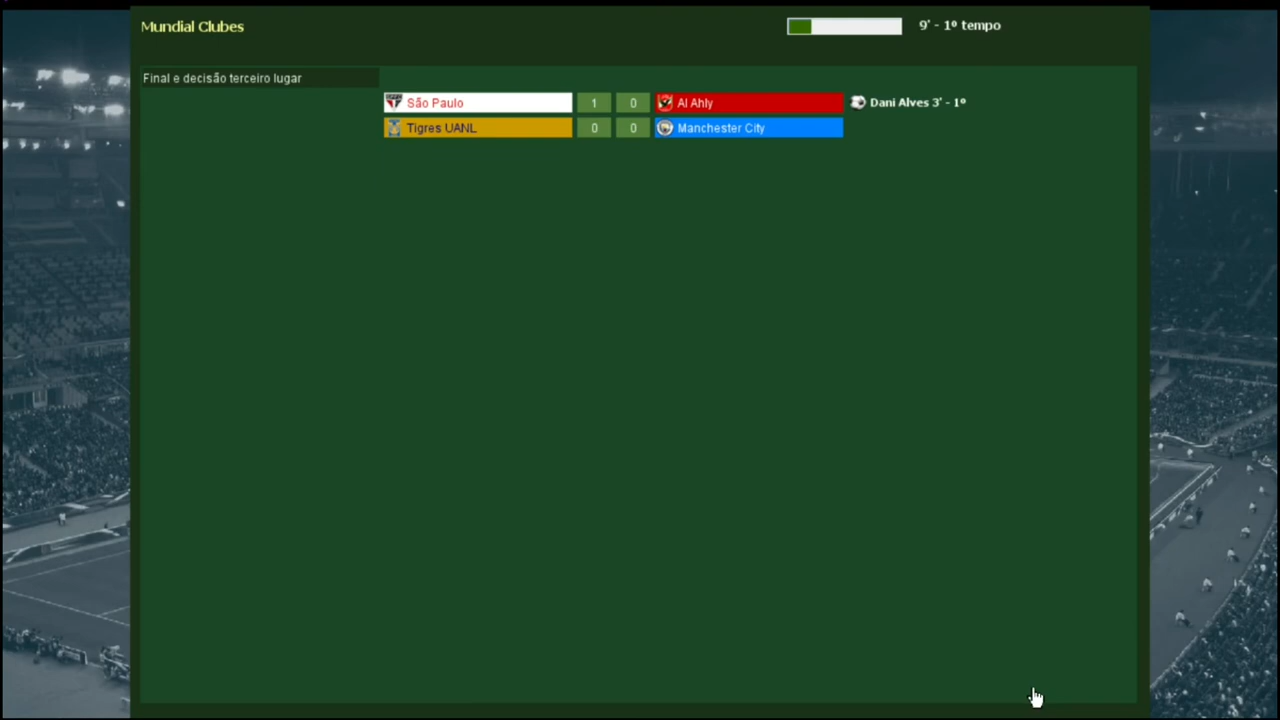 Mundial Clubes
9' - 1º tempo
Final e decisão terceiro lugar
São Paulo 1 0 Al Ahly Dani Alves 3' - 1º
Tigres UANL 0 0 Manchester City